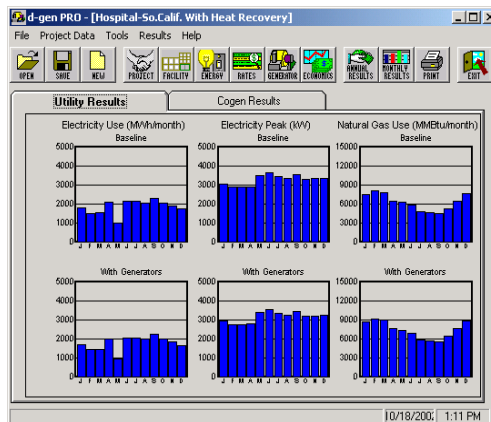 d-gen PRO - [Hospital-So.Calif. With Heat Recovery]
File Project Data Tools Results Help
OPEN SAVE NEW PROJECT FACILITY ENERGY RATES GENERATOR ECONOMICS ANNUAL RESULTS MONTHLY RESULTS PRINT EXIT
Utility Results Cogen Results
Electricity Use (MWh/month) Electricity Peak (kW) Natural Gas Use (MMBtu/month)
Baseline Baseline Baseline
5000 5000 15000
4000 4000 12000
3000 3000 9000
2000 2000 6000
1000 1000 3000
0 0 0
J F M A M J J A S O N D J F M A M J J A S O N D J F M A M J J A S O N D
With Generators With Generators With Generators
5000 5000 15000
4000 4000 12000
3000 3000 9000
2000 2000 6000
1000 1000 3000
0 0 0
J F M A M J J A S O N D J F M A M J J A S O N D J F M A M J J A S O N D
1:11 PM